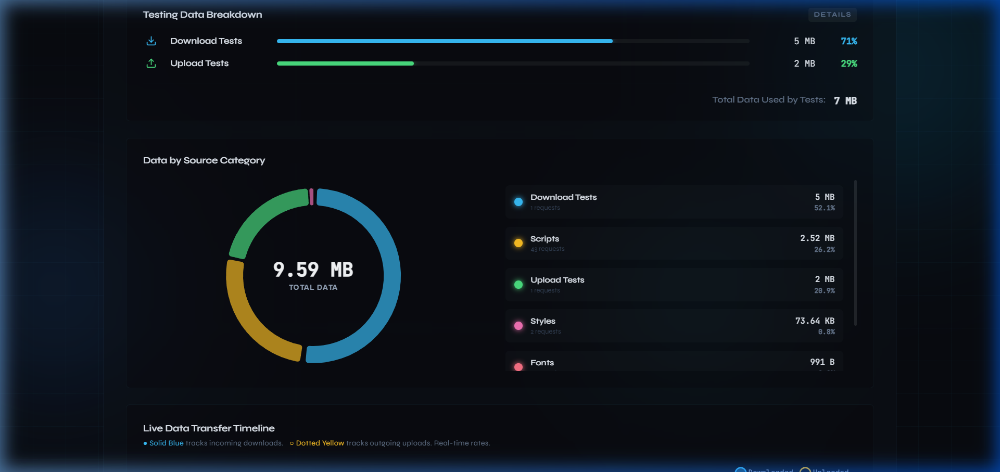 Testing Data Breakdown
DETAILS
Download Tests 5 MB 71%
Upload Tests 2 MB 29%
Total Data Used by Tests: 7 MB
Data by Source Category
9.59 MB
TOTAL DATA
Download Tests 5 MB
1 requests 52.1%
Scripts 2.52 MB
43 requests 26.2%
Upload Tests 2 MB
1 requests 20.9%
Styles 73.64 KB
2 requests 0.8%
Fonts 991 B
Live Data Transfer Timeline
● Solid Blue tracks incoming downloads. ○ Dotted Yellow tracks outgoing uploads. Real-time rates.
Downloaded Uploaded